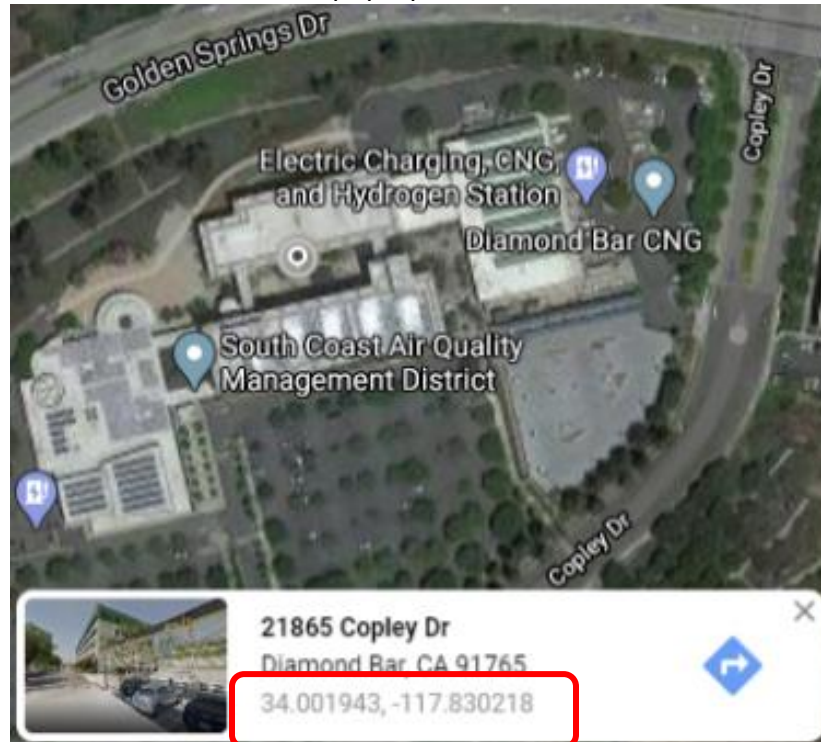 Golden Springs Dr
Copley Dr
Electric Charging, CNG,
and Hydrogen Station
Diamond Bar CNG
South Coast Air Quality
Management District
Copley Dr
21865 Copley Dr
Diamond Bar, CA 91765
34.001943, -117.830218